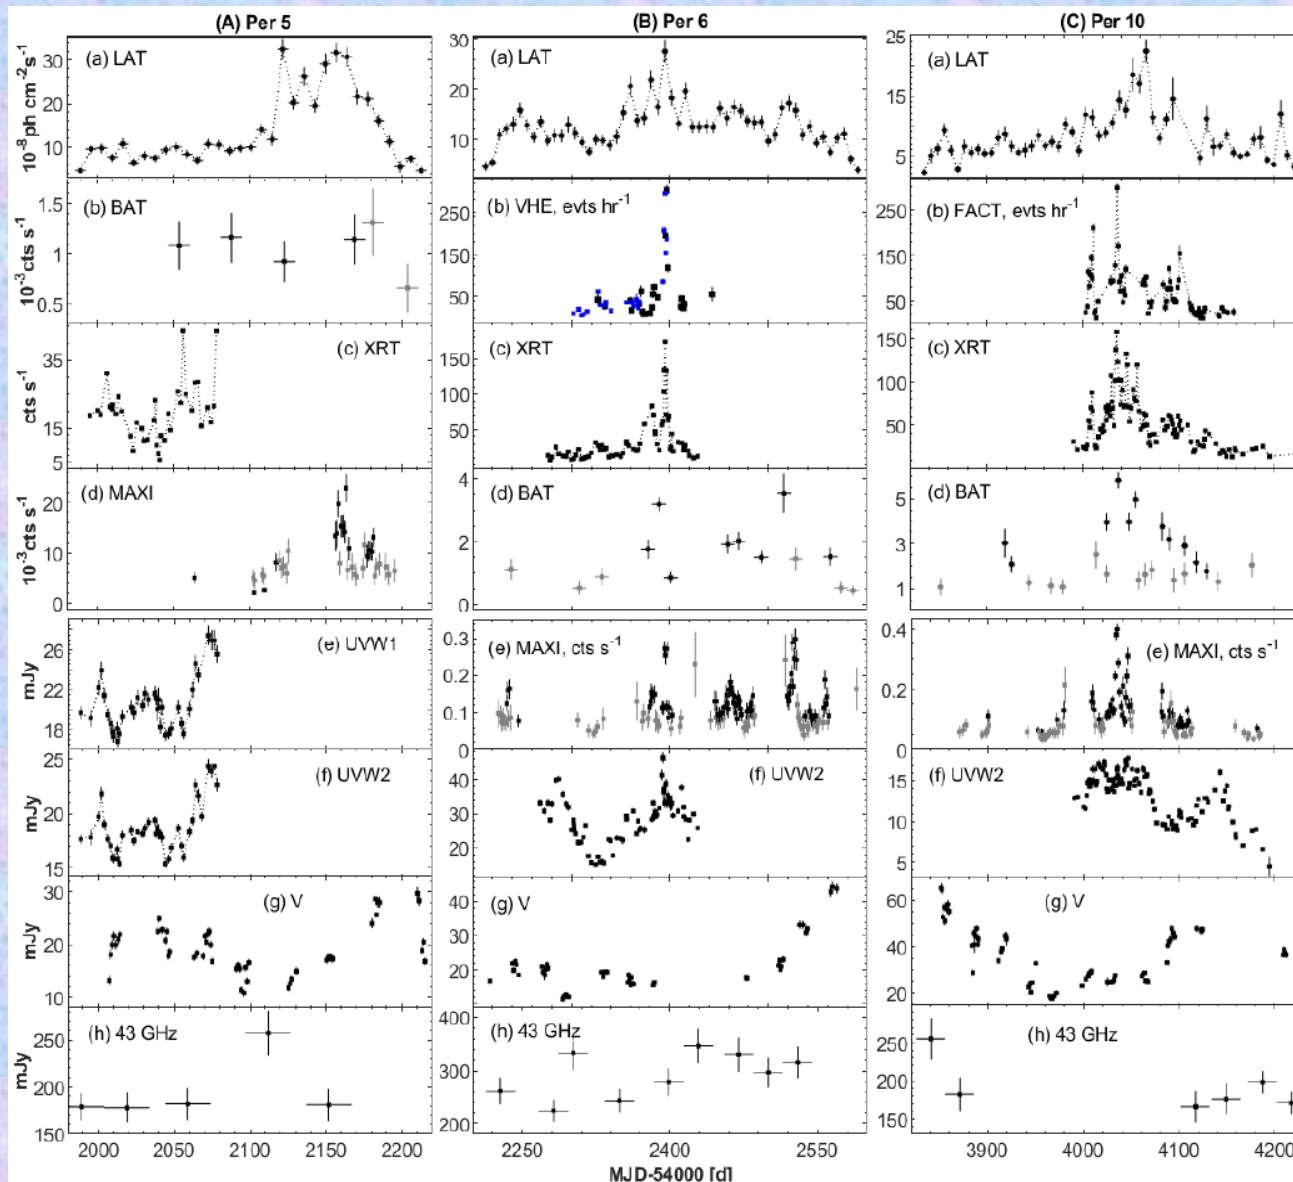 (A) Per 5
(a) LAT
10⁻⁸ph cm⁻²s⁻¹
30
20
10
(b) BAT
10⁻³cts s⁻¹
1.5
1
0.5
(c) XRT
cts s⁻¹
35
15
5
(d) MAXI
10⁻³cts s⁻¹
20
10
0
(e) UVW1
mJy
26
22
18
(f) UVW2
mJy
25
20
15
(g) V
mJy
30
20
10
(h) 43 GHz
mJy
250
200
150
2000 2050 2100 2150 2200
(B) Per 6
(a) LAT
30
20
10
(b) VHE, evts hr⁻¹
250
150
50
(c) XRT
150
100
50
(d) BAT
4
2
0
(e) MAXI, cts s⁻¹
0.3
0.2
0.1
0
(f) UVW2
40
30
20
(g) V
40
30
20
10
(h) 43 GHz
400
300
200
2250 2400 2550
MJD-54000 [d]
(C) Per 10
(a) LAT
25
15
5
(b) FACT, evts hr⁻¹
250
150
50
(c) XRT
150
100
50
(d) BAT
5
3
1
(e) MAXI, cts s⁻¹
0.4
0.2
0
(f) UVW2
15
10
5
(g) V
60
40
20
(h) 43 GHz
250
200
150
3900 4000 4100 4200